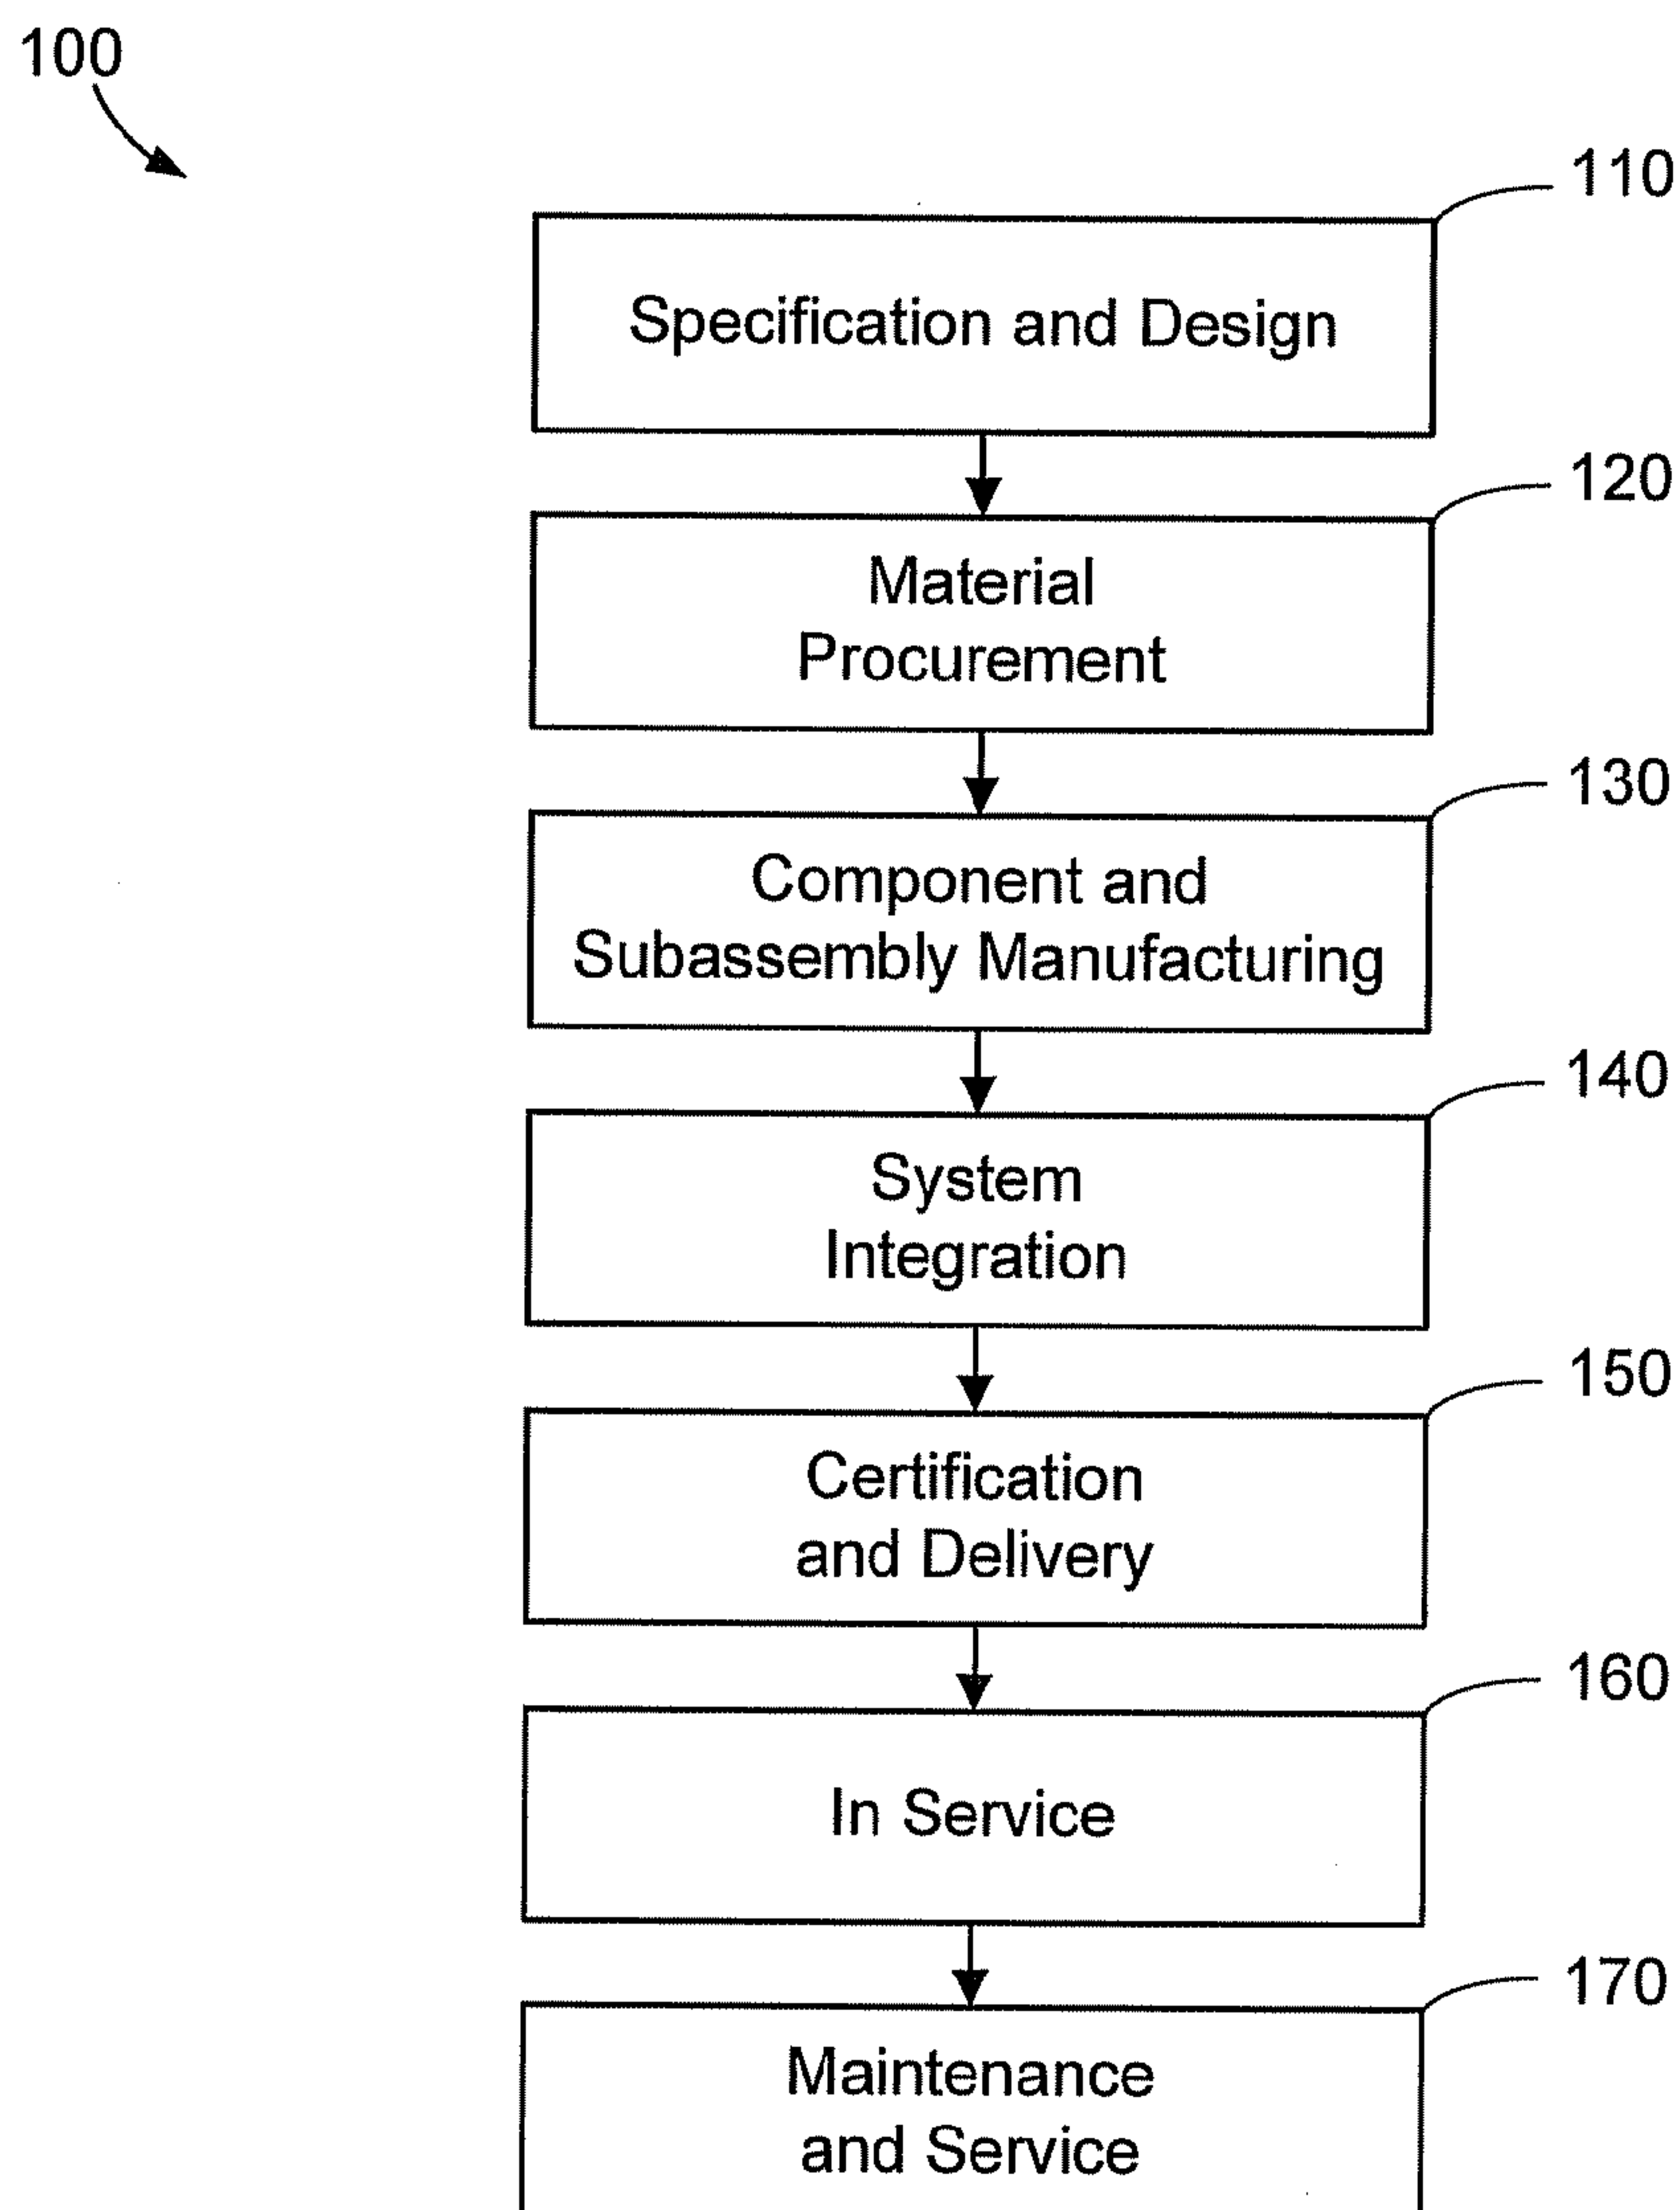 100
110
Specification and Design
120
Material
Procurement
130
Component and
Subassembly Manufacturing
140
System
Integration
150
Certification
and Delivery
160
In Service
170
Maintenance
and Service